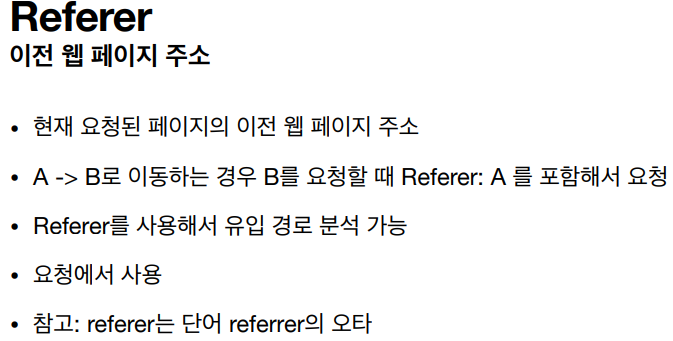 Referer
이전 웹 페이지 주소
• 현재 요청된 페이지의 이전 웹 페이지 주소
• A -> B로 이동하는 경우 B를 요청할 때 Referer: A 를 포함해서 요청
• Referer를 사용해서 유입 경로 분석 가능
• 요청에서 사용
• 참고: referer는 단어 referrer의 오타